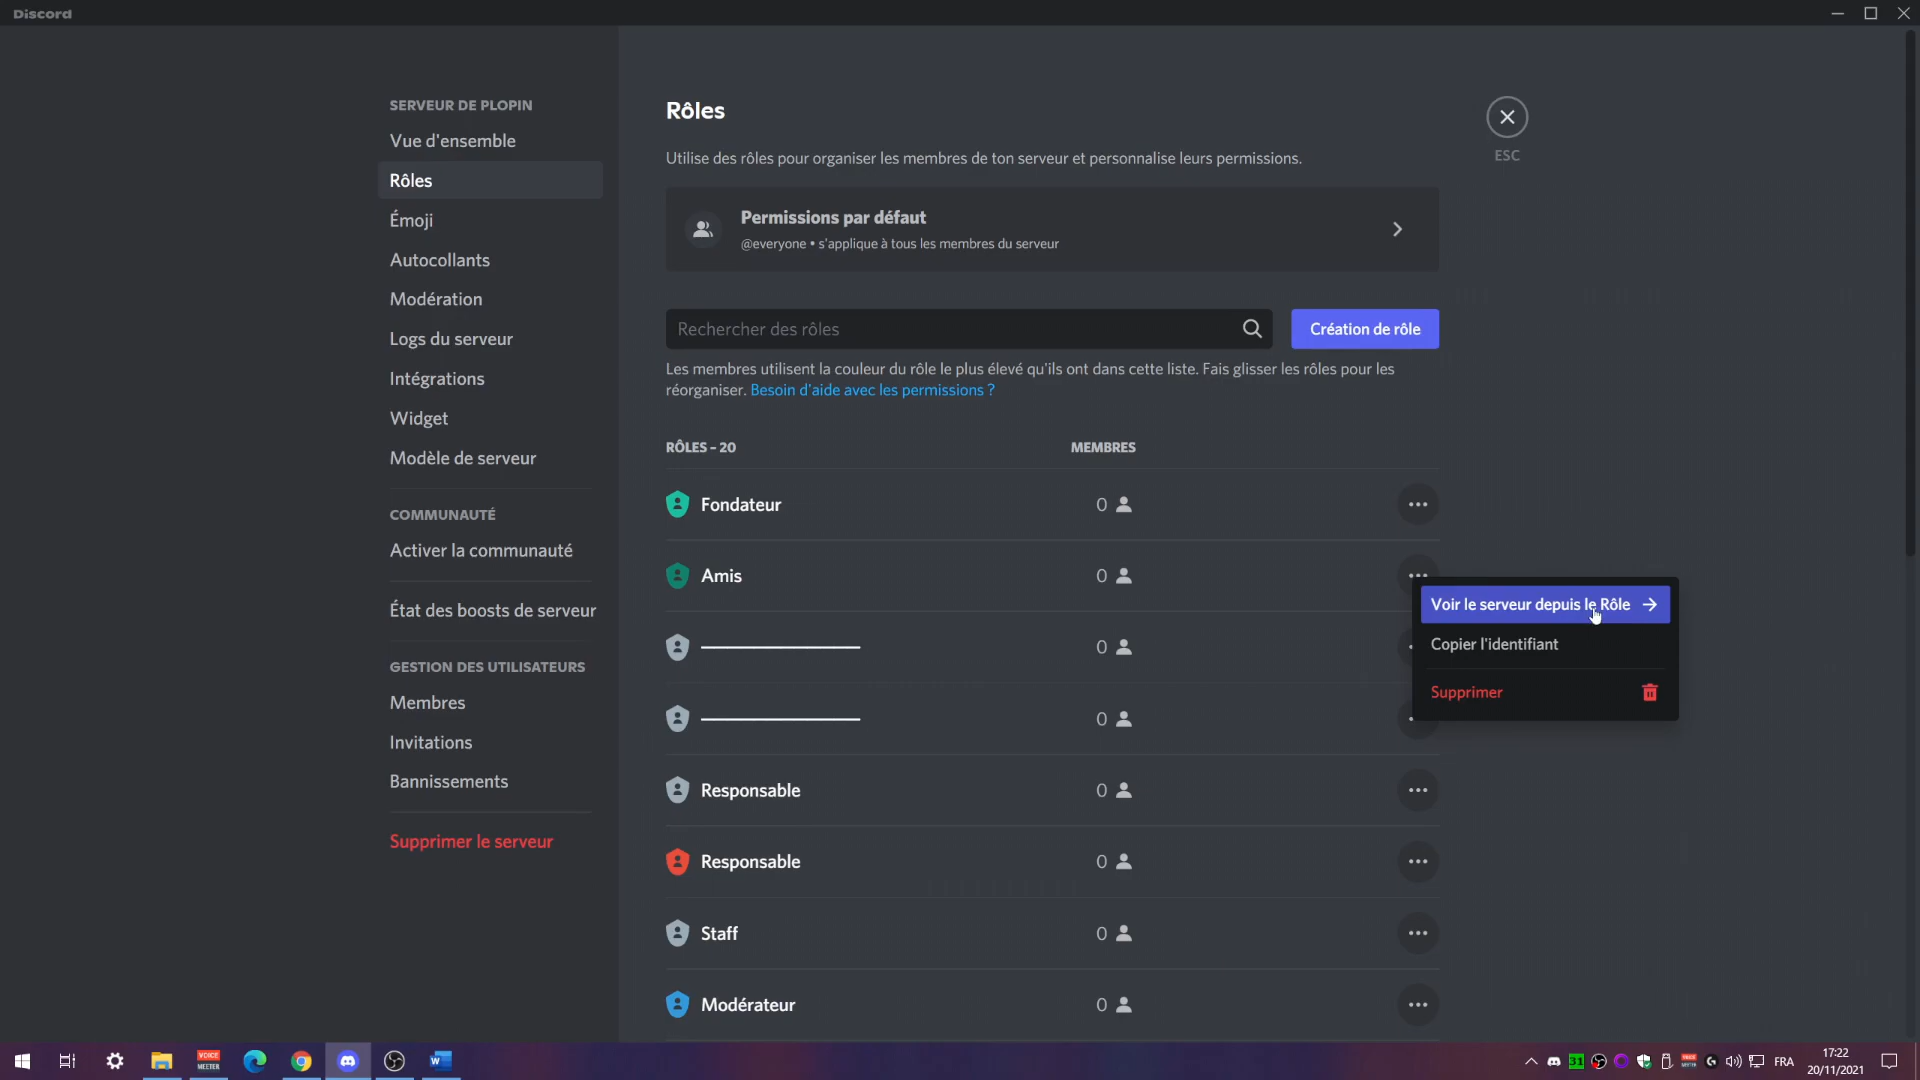 Discord
SERVEUR DE PLOPIN
Vue d'ensemble
Rôles
Émoji
Autocollants
Modération
Logs du serveur
Intégrations
Widget
Modèle de serveur
COMMUNAUTÉ
Activer la communauté
État des boosts de serveur
GESTION DES UTILISATEURS
Membres
Invitations
Bannissements
Supprimer le serveur
Rôles
ESC
Utilise des rôles pour organiser les membres de ton serveur et personnalise leurs permissions.
Permissions par défaut
@everyone • s'applique à tous les membres du serveur
Rechercher des rôles
Création de rôle
Les membres utilisent la couleur du rôle le plus élevé qu'ils ont dans cette liste. Fais glisser les rôles pour les
réorganiser. Besoin d'aide avec les permissions ?
RÔLES – 20 MEMBRES
Fondateur 0
Amis 0
0
0
Responsable 0
Responsable 0
Staff 0
Modérateur 0
Voir le serveur depuis le Rôle
Copier l'identifiant
Supprimer
VOICE
MEETER
W
31
FRA
17:22
20/11/2021